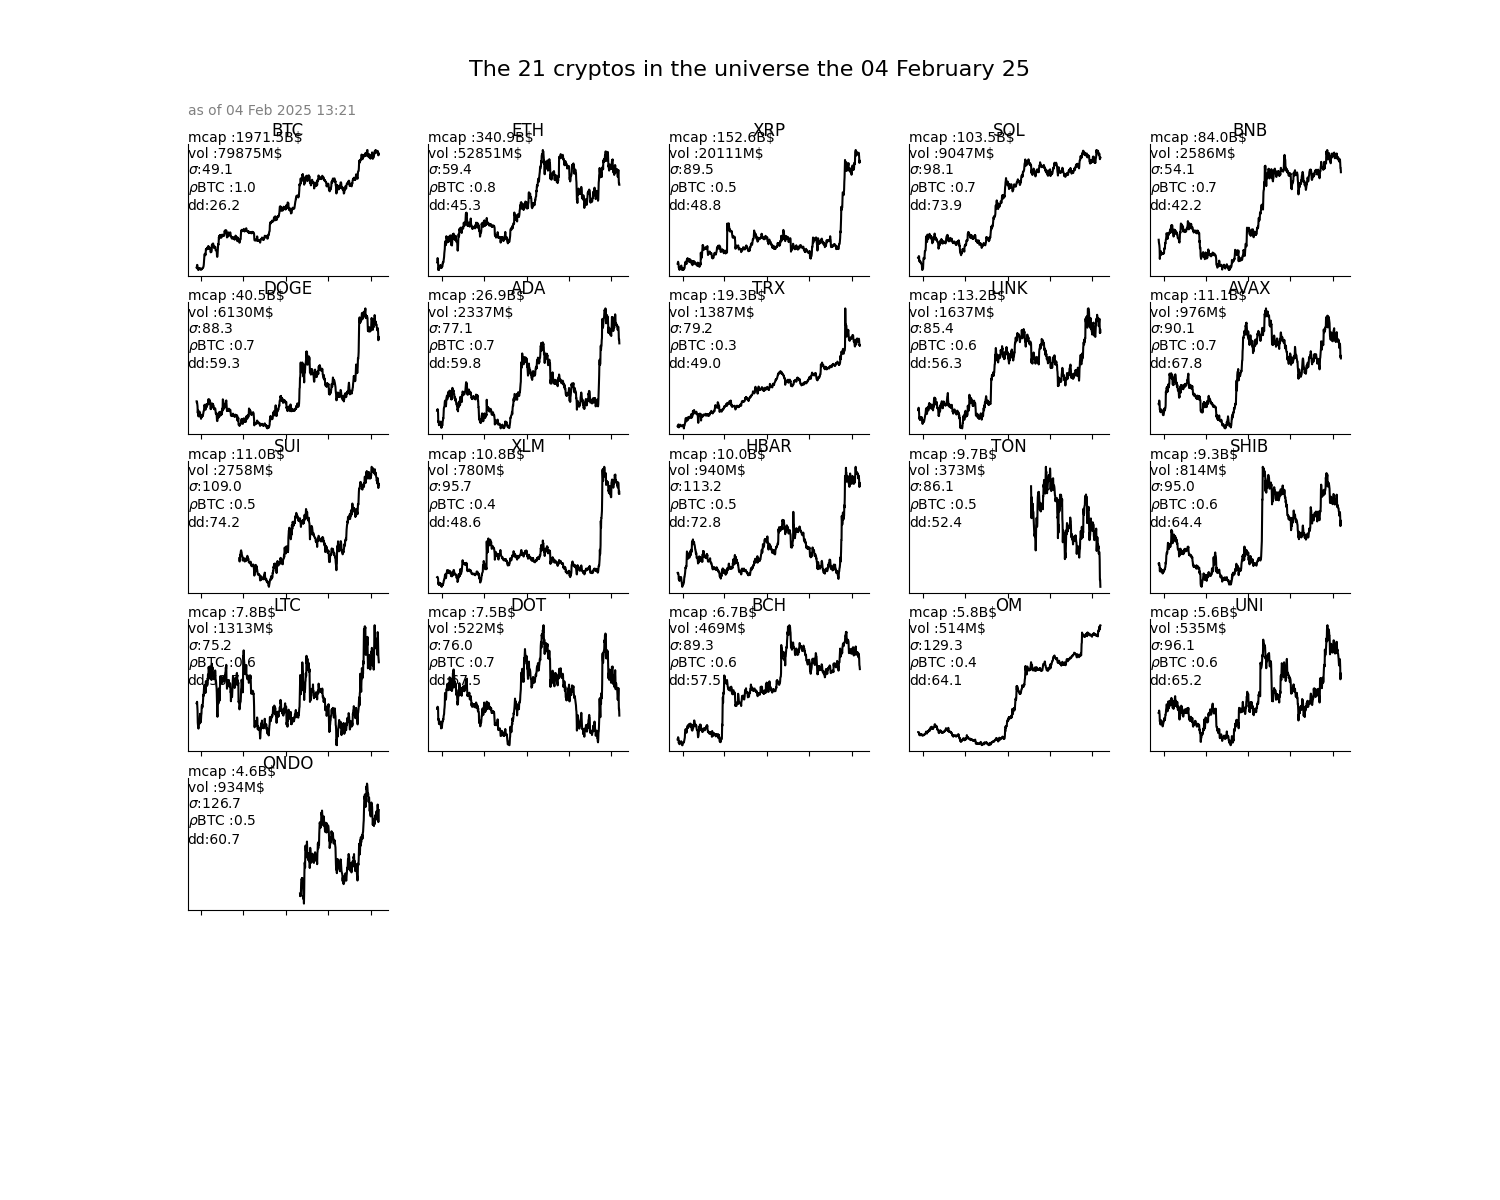 The 21 cryptos in the universe the 04 February 25
as of 04 Feb 2025 13:21
BTC
mcap :1971.3B$
vol :79875M$
σ:49.1
ρBTC :1.0
dd:26.2
ETH
mcap :340.9B$
vol :52851M$
σ:59.4
ρBTC :0.8
dd:45.3
XRP
mcap :152.6B$
vol :20111M$
σ:89.5
ρBTC :0.5
dd:48.8
SOL
mcap :103.5B$
vol :9047M$
σ:98.1
ρBTC :0.7
dd:73.9
BNB
mcap :84.0B$
vol :2586M$
σ:54.1
ρBTC :0.7
dd:42.2
DOGE
mcap :40.5B$
vol :6130M$
σ:88.3
ρBTC :0.7
dd:59.3
ADA
mcap :26.9B$
vol :2337M$
σ:77.1
ρBTC :0.7
dd:59.8
TRX
mcap :19.3B$
vol :1387M$
σ:79.2
ρBTC :0.3
dd:49.0
LINK
mcap :13.2B$
vol :1637M$
σ:85.4
ρBTC :0.6
dd:56.3
AVAX
mcap :11.1B$
vol :976M$
σ:90.1
ρBTC :0.7
dd:67.8
SUI
mcap :11.0B$
vol :2758M$
σ:109.0
ρBTC :0.5
dd:74.2
XLM
mcap :10.8B$
vol :780M$
σ:95.7
ρBTC :0.4
dd:48.6
HBAR
mcap :10.0B$
vol :940M$
σ:113.2
ρBTC :0.5
dd:72.8
TON
mcap :9.7B$
vol :373M$
σ:86.1
ρBTC :0.5
dd:52.4
SHIB
mcap :9.3B$
vol :814M$
σ:95.0
ρBTC :0.6
dd:64.4
LTC
mcap :7.8B$
vol :1313M$
σ:75.2
ρBTC :0.6
DOT
mcap :7.5B$
vol :522M$
σ:76.0
ρBTC :0.7
dd:57.5
BCH
mcap :6.7B$
vol :469M$
σ:89.3
ρBTC :0.6
dd:57.5
OM
mcap :5.8B$
vol :514M$
σ:129.3
ρBTC :0.4
dd:64.1
UNI
mcap :5.6B$
vol :535M$
σ:96.1
ρBTC :0.6
dd:65.2
ONDO
mcap :4.6B$
vol :934M$
σ:126.7
ρBTC :0.5
dd:60.7